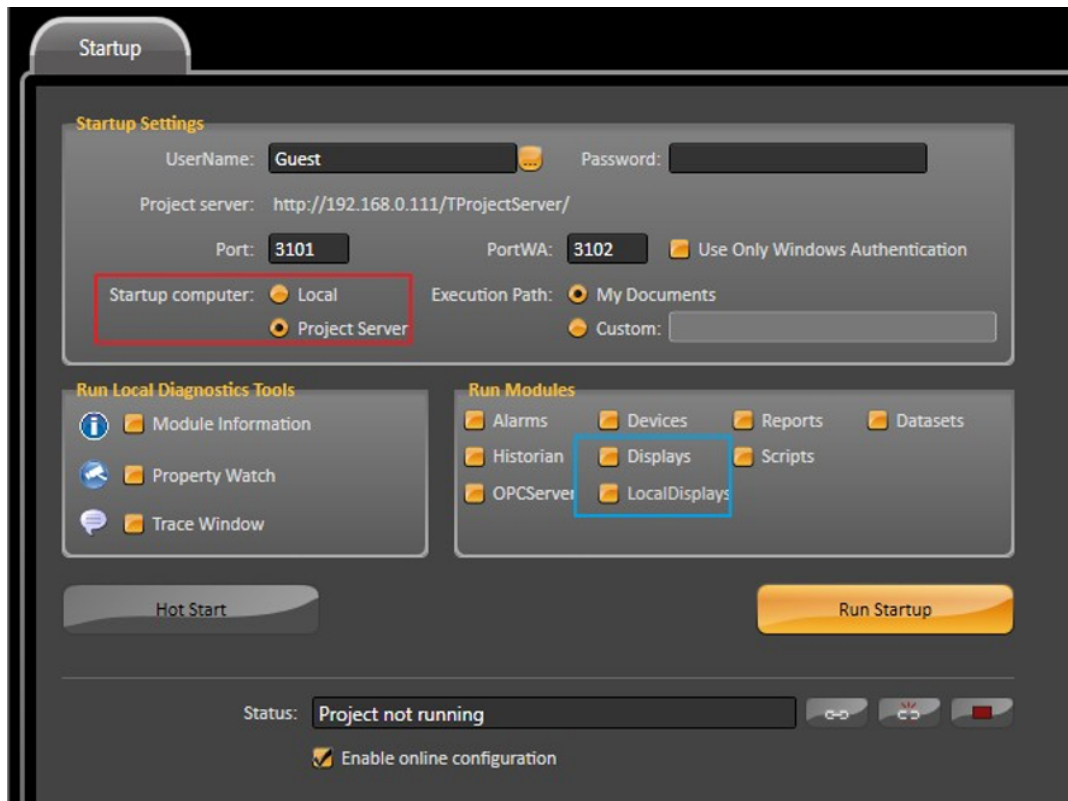 Startup
Startup Settings
UserName: Guest ... Password:
Project server: http://192.168.0.111/TProjectServer/
Port: 3101 PortWA: 3102 Use Only Windows Authentication
Startup computer: Local Execution Path: My Documents
Project Server Custom:
Run Local Diagnostics Tools Run Modules
Module Information Alarms Devices Reports Datasets
Property Watch Historian Displays Scripts
Trace Window OPCServer LocalDisplays
Hot Start Run Startup
Status: Project not running
Enable online configuration